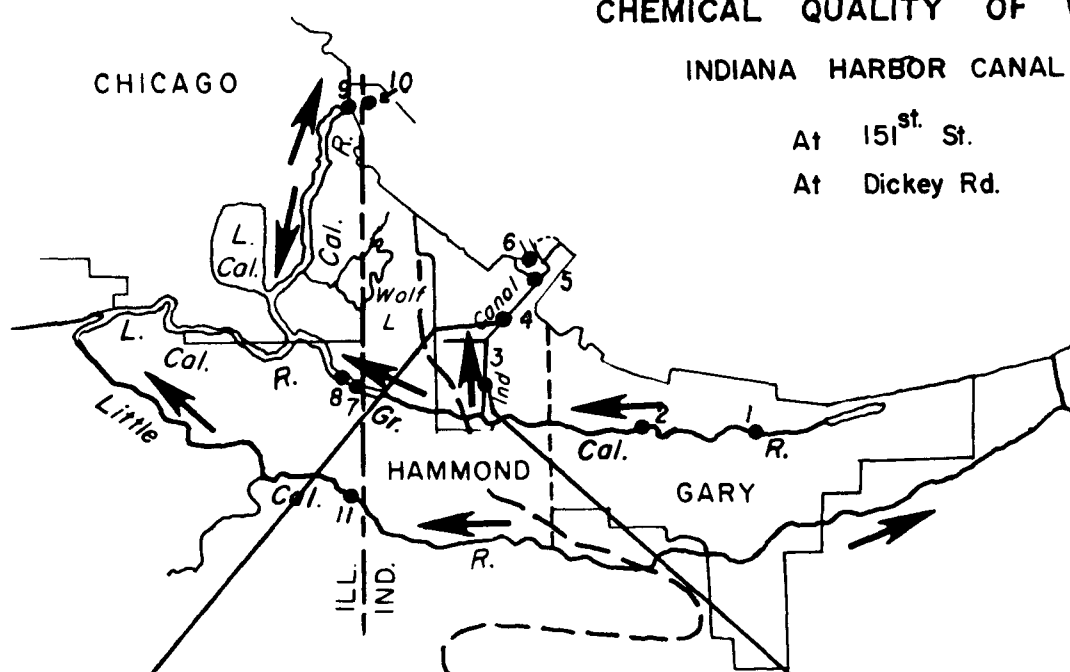 CHEMICAL QUALITY OF
INDIANA HARBOR CANAL
At 151st. St.
At Dickey Rd.
CHICAGO
9
10
R.
Cal.
L.
Cal.
Wolf
L
6
5
Canal
4
3
Ind
L.
Cal.
R.
8
7
Gr.
2
1
Cal.
R.
Little
HAMMOND
GARY
Cal.
11
R.
ILL.
IND.